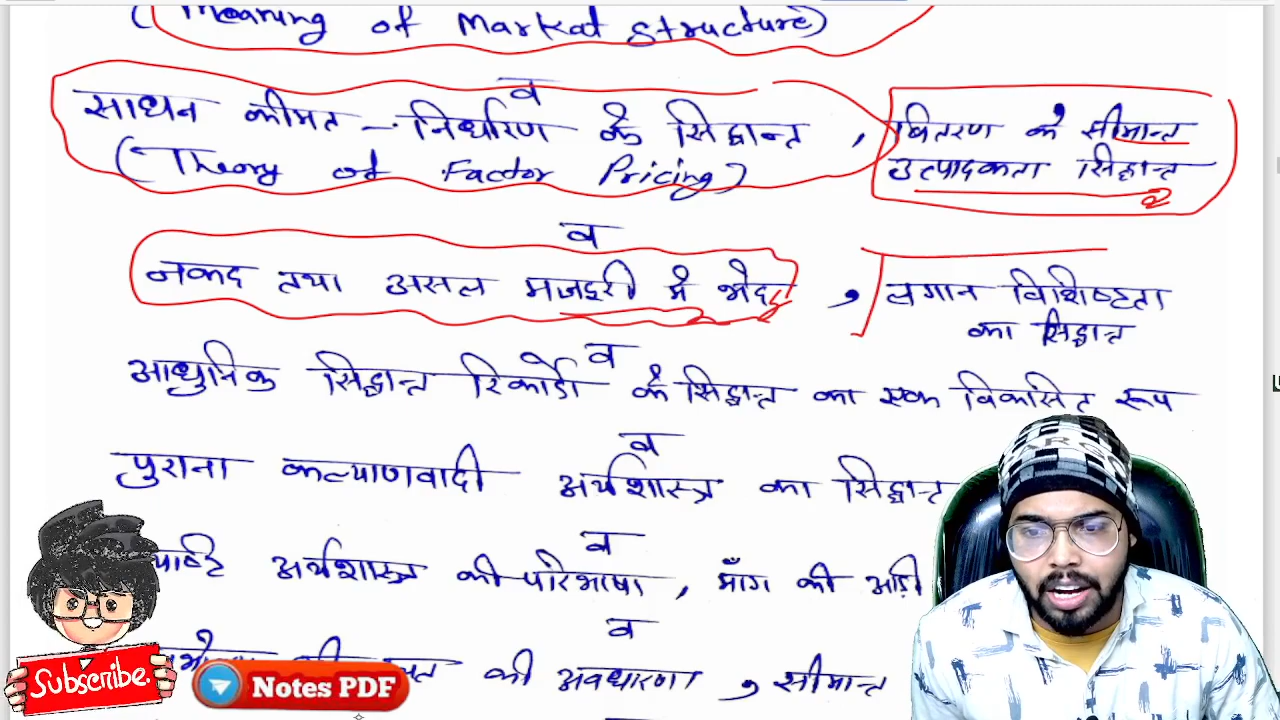 (Meaning of Market Structure)
व
साधन कीमत - निर्धारण के सिद्धान्त , वितरण के सीमान्त
(Theory of Factor Pricing) उत्पादकता सिद्धान्त
व
नकद तथा असल मजदूरी में भेद , लगान विशिष्टता
का सिद्धान्त
व
आधुनिक सिद्धान्त रिकार्डो के सिद्धान्त का एक विकसित रूप
व
पुराना कल्याणवादी अर्थशास्त्र का सिद्धान्त
व
अर्थशास्त्र की परिभाषा , माँग की आड़ी
व
की अवधारणा , सीमान्त
Subscribe.
Notes PDF